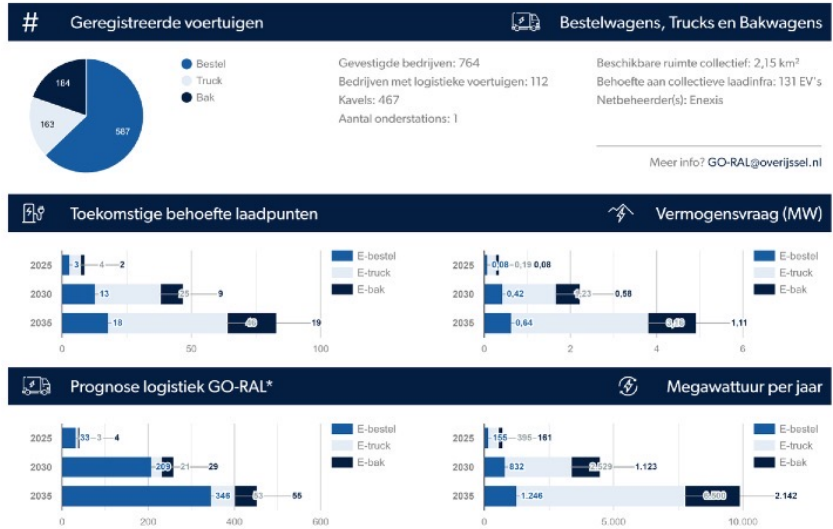 # Geregistreerde voertuigen
Bestelwagens, Trucks en Bakwagens
Bestel
Truck
Bak
164
163
587
Gevestigde bedrijven: 764
Bedrijven met logistieke voertuigen: 112
Kavels: 467
Aantal onderstations: 1
Beschikbare ruimte collectief: 2,15 km²
Behoefte aan collectieve laadinfra: 131 EV's
Netbeheerder(s): Enexis
Meer info? GO-RAL@overijssel.nl
Toekomstige behoefte laadpunten
2025 3 4 2
2030 13 25 9
2035 18 46 19
0 50 100
E-bestel
E-truck
E-bak
Vermogensvraag (MW)
2025 0,08 0,19 0,08
2030 0,42 1,23 0,58
2035 0,64 1,11
0 2 4 6
E-bestel
E-truck
E-bak
Prognose logistiek GO-RAL*
2025 33 3 4
2030 209 21 29
2035 346 53 55
0 200 400 600
E-bestel
E-truck
E-bak
Megawattuur per jaar
2025 155 395 161
2030 832 2.629 1.123
2035 1.246 6.500 2.142
0 5.000 10.000
E-bestel
E-truck
E-bak